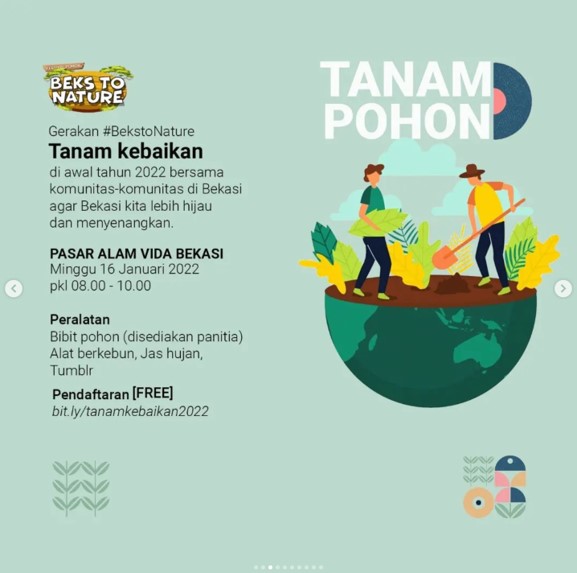 BEKS TO
NATURE
TANAM
POHON
Gerakan #BekstoNature
Tanam kebaikan
di awal tahun 2022 bersama
komunitas-komunitas di Bekasi
agar Bekasi kita lebih hijau
dan menyenangkan.
PASAR ALAM VIDA BEKASI
Minggu 16 Januari 2022
pkl 08.00 - 10.00
Peralatan
Bibit pohon (disediakan panitia)
Alat berkebun, Jas hujan,
Tumblr
Pendaftaran [FREE]
bit.ly/tanamkebaikan2022